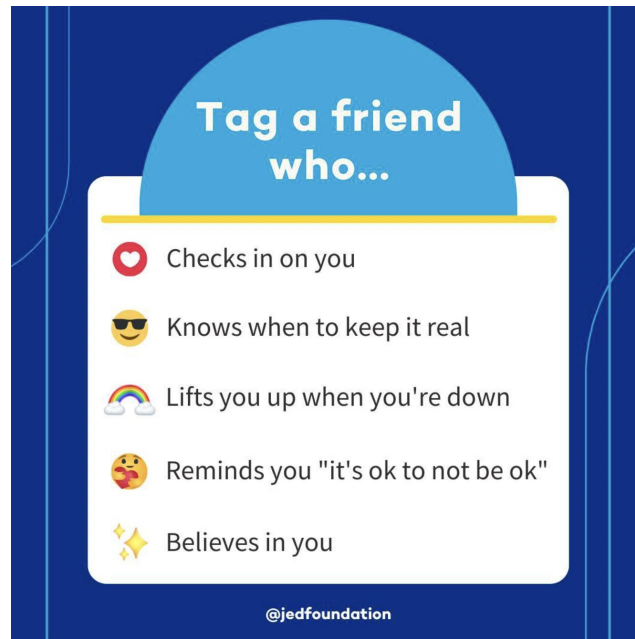 Tag a friend
who...
Checks in on you
Knows when to keep it real
Lifts you up when you're down
Reminds you "it's ok to not be ok"
Believes in you
@jedfoundation